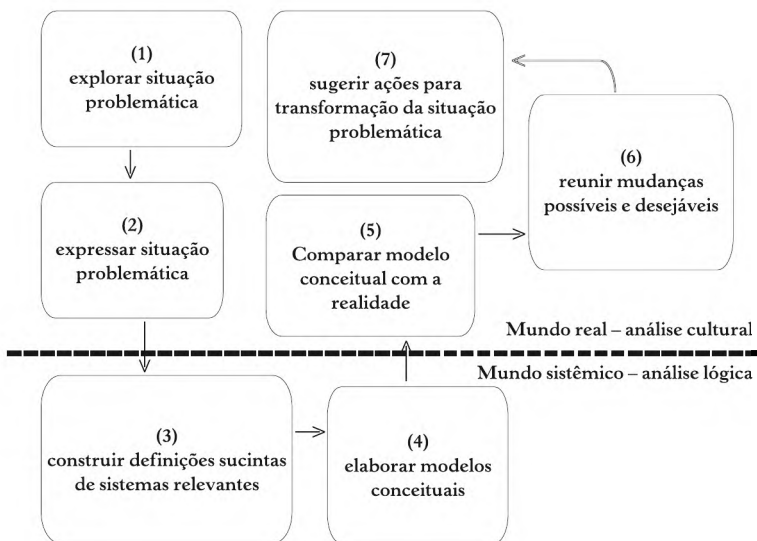 (1)
explorar situação
problemática
(2)
expressar situação
problemática
(3)
construir definições sucintas
de sistemas relevantes
(4)
elaborar modelos
conceituais
(5)
Comparar modelo
conceitual com a
realidade
(6)
reunir mudanças
possíveis e desejáveis
(7)
sugerir ações para
transformação da situação
problemática
Mundo real – análise cultural
Mundo sistêmico – análise lógica